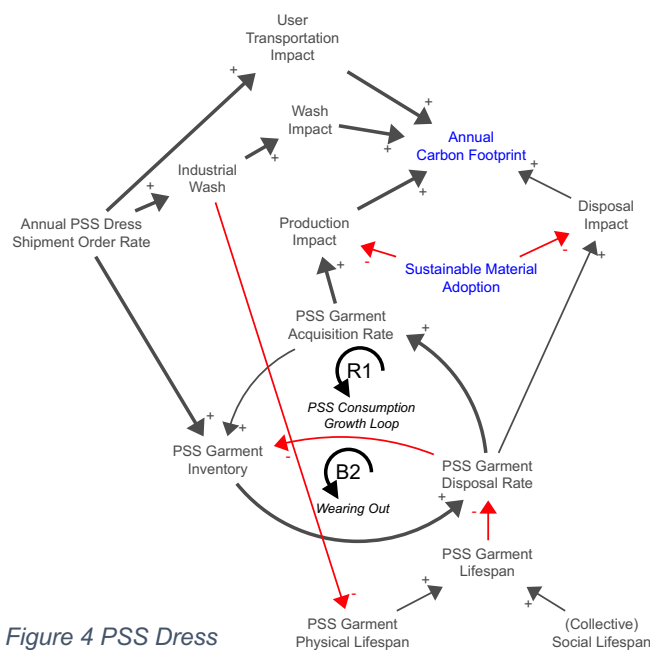 User
Transportation
Impact
+
+
Wash
Impact
+
+
Annual
Carbon Footprint
+
+
Industrial
Wash
+
Annual PSS Dress
Shipment Order Rate
Production
Impact
-
+
Disposal
Impact
-
+
Sustainable Material
Adoption
PSS Garment
Acquisition Rate
+
R1
PSS Consumption
Growth Loop
+
+
PSS Garment
Inventory
-
B2
Wearing Out
PSS Garment
Disposal Rate
+
-
PSS Garment
Lifespan
+
+
-
PSS Garment
Physical Lifespan
(Collective)
Social Lifespan
Figure 4 PSS Dress